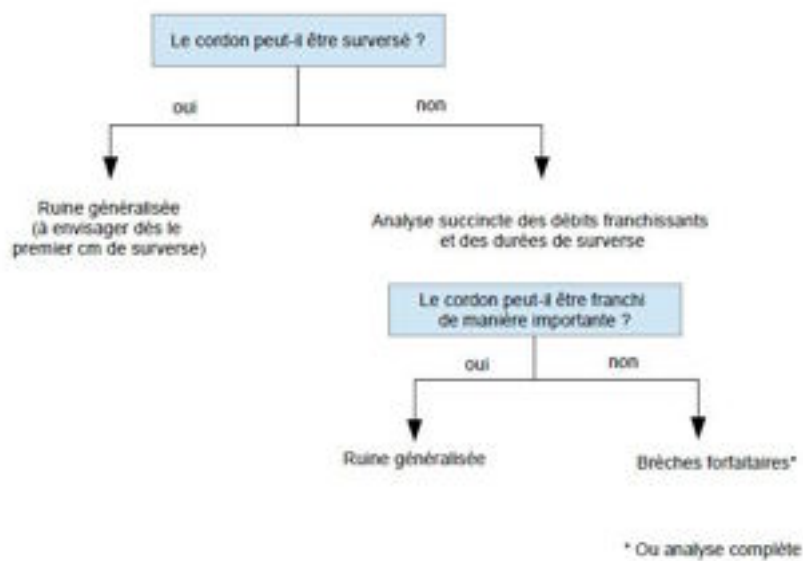 Le cordon peut-il être surversé ?
oui
non
Ruine généralisée
(à envisager dès le
premier cm de surverse)
Analyse succincte des débits franchissants
et des durées de surverse
Le cordon peut-il être franchi
de manière importante ?
oui
non
Ruine généralisée
Brèches forfaitaires*
* Ou analyse complète